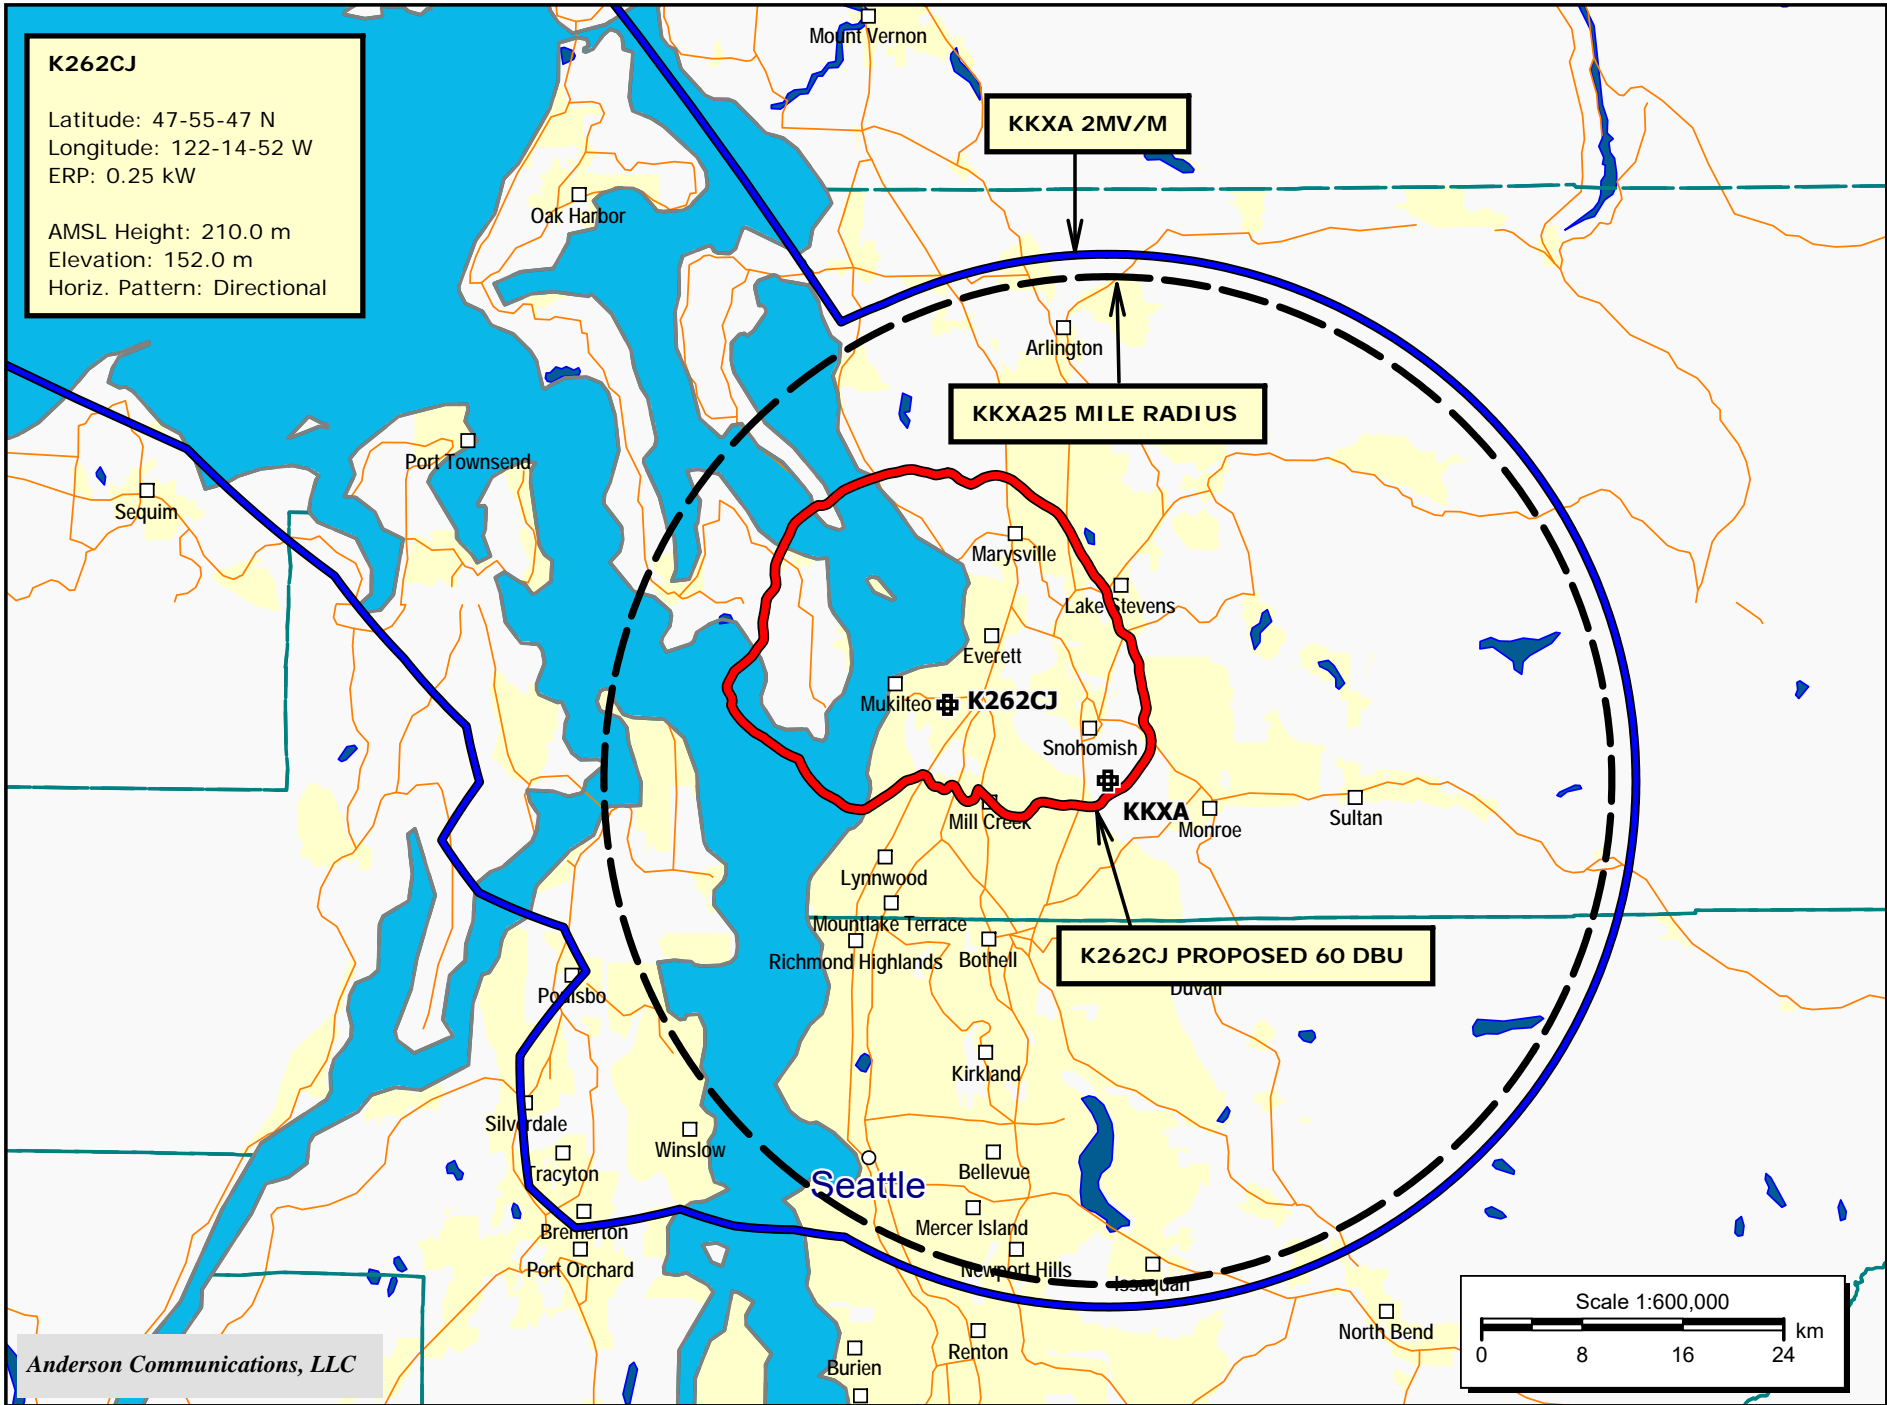 K262CJ
Latitude: 47-55-47 N
Longitude: 122-14-52 W
ERP: 0.25 kW
AMSL Height: 210.0 m
Elevation: 152.0 m
Horiz. Pattern: Directional
Mount Vernon
KKXA 2MV/M
Oak Harbor
Arlington
KKXA25 MILE RADIUS
Port Townsend
Sequim
Marysville
Lake Stevens
Everett
Mukilteo
K262CJ
Snohomish
KKXA
Mill Creek
Monroe
Sultan
Lynnwood
Mountlake Terrace
Richmond Highlands
Bothell
K262CJ PROPOSED 60 DBU
Duvall
Poulsbo
Kirkland
Silverdale
Winslow
Tracyton
Bellevue
Seattle
Mercer Island
Bremerton
Port Orchard
Newport Hills
Issaquah
North Bend
Renton
Burien
Scale 1:600,000
km
0 8 16 24
Anderson Communications, LLC